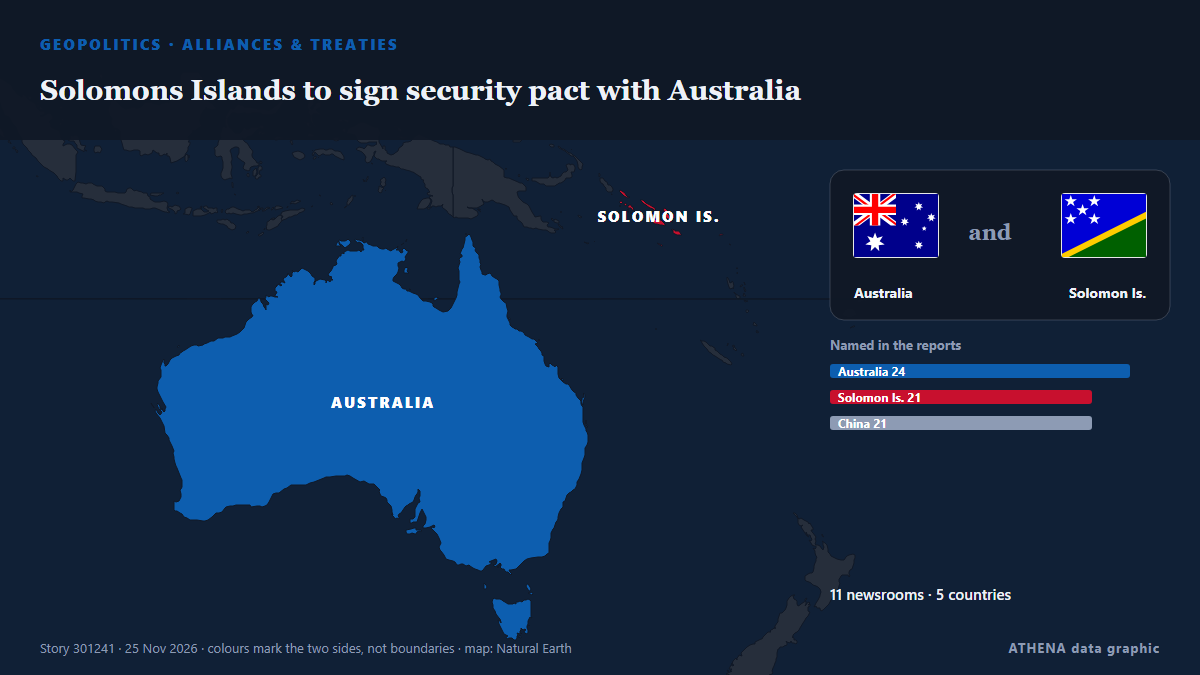 GEOPOLITICS · ALLIANCES & TREATIES
Solomons Islands to sign security pact with Australia
SOLOMON IS.
AUSTRALIA
and
Australia
Solomon Is.
Named in the reports
Australia 24
Solomon Is. 21
China 21
11 newsrooms · 5 countries
Story 301241 · 25 Nov 2026 · colours mark the two sides, not boundaries · map: Natural Earth
ATHENA data graphic